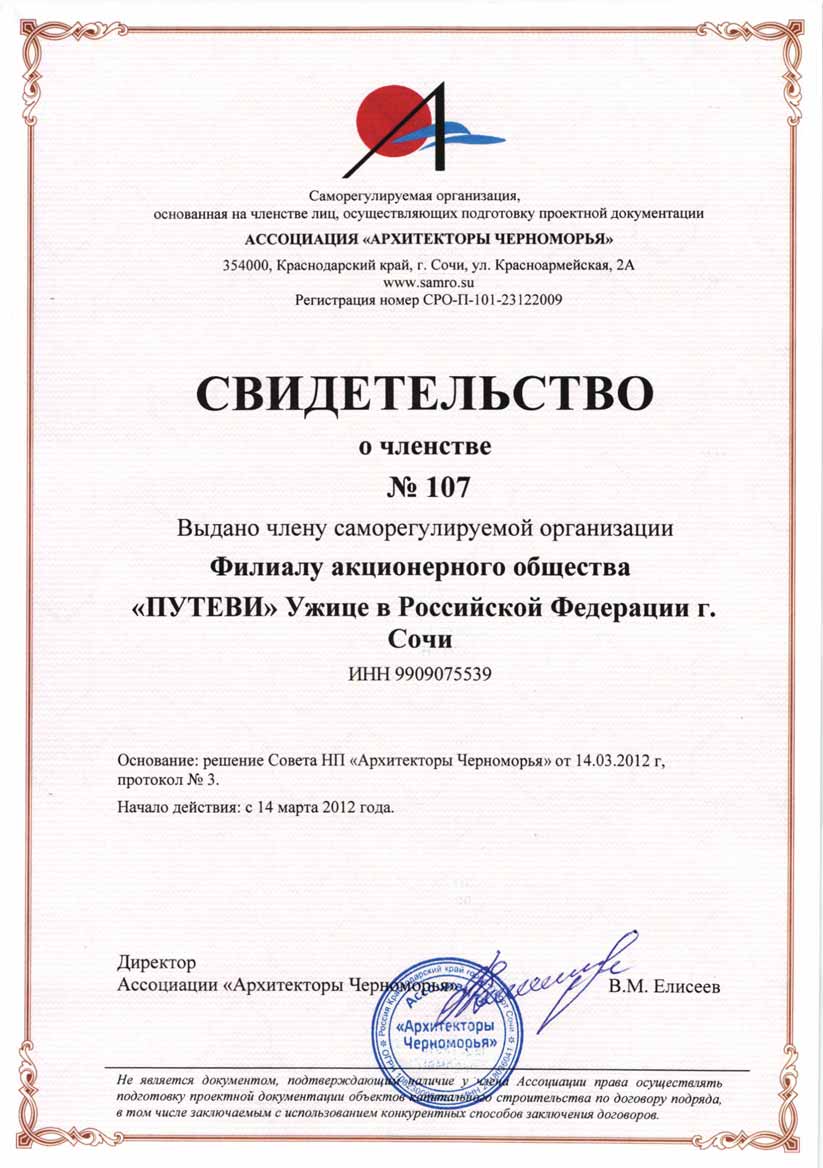 Саморегулируемая организация,
основанная на членстве лиц, осуществляющих подготовку проектной документации
АССОЦИАЦИЯ «АРХИТЕКТОРЫ ЧЕРНОМОРЬЯ»
354000, Краснодарский край, г. Сочи, ул. Красноармейская, 2А
www.samro.su
Регистрация номер СРО-П-101-23122009
СВИДЕТЕЛЬСТВО
о членстве
№ 107
Выдано члену саморегулируемой организации
Филиалу акционерного общества
«ПУТЕВИ» Ужице в Российской Федерации г.
Сочи
ИНН 9909075539
Основание: решение Совета НП «Архитекторы Черноморья» от 14.03.2012 г,
протокол № 3.
Начало действия: с 14 марта 2012 года.
Директор
Ассоциации «Архитекторы Черноморья»
В.М. Елисеев
Россия Краснодарский край
Сочи
«Архитекторы
Черноморья»
Не является документом, подтверждающим наличие у члена Ассоциации права осуществлять
подготовку проектной документации объектов капитального строительства по договору подряда,
в том числе заключаемым с использованием конкурентных способов заключения договоров.